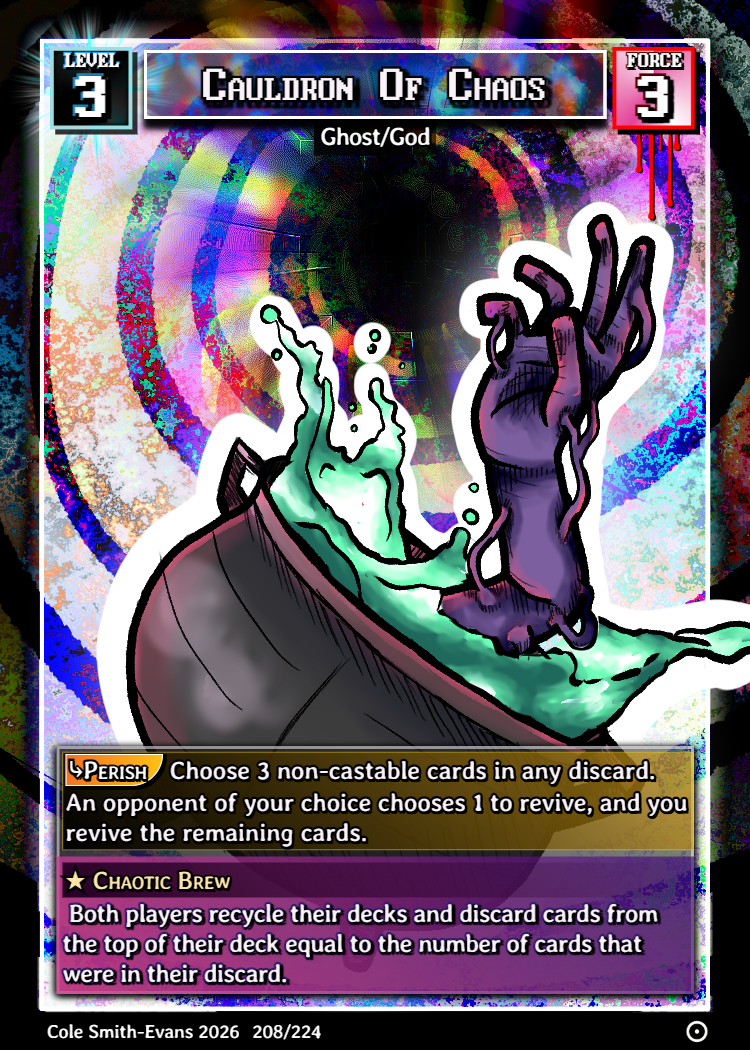 LEVEL
3
Cauldron Of Chaos
FORCE
3
Ghost/God
↳Perish Choose 3 non-castable cards in any discard.
An opponent of your choice chooses 1 to revive, and you
revive the remaining cards.
★ Chaotic Brew
Both players recycle their decks and discard cards from
the top of their deck equal to the number of cards that
were in their discard.
Cole Smith-Evans 2026 208/224